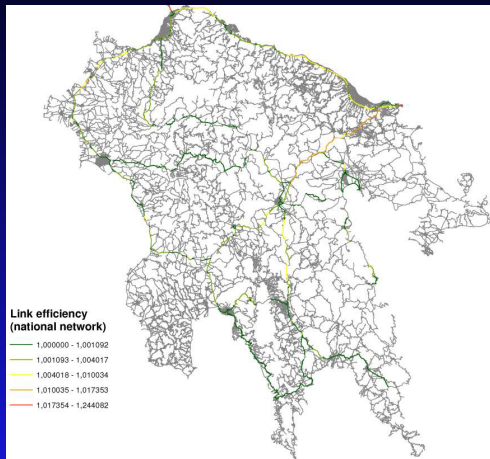 Link efficiency
(national network)
1,000000 - 1,001092
1,001093 - 1,004017
1,004018 - 1,010034
1,010035 - 1,017353
1,017354 - 1,244082